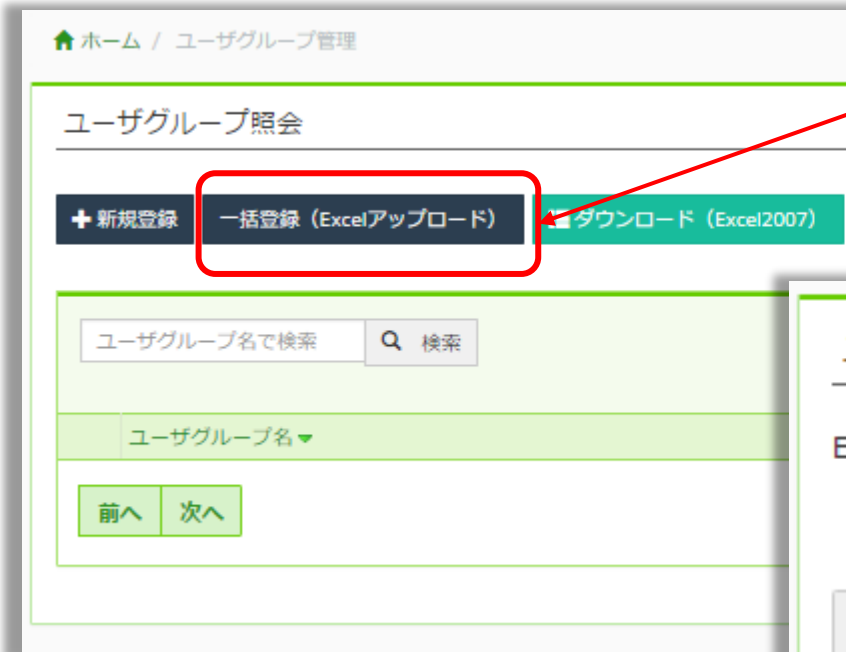 ホーム / ユーザグループ管理
ユーザグループ照会
新規登録
一括登録（Excelアップロード）
ダウンロード（Excel2007）
ユーザグループ名で検索
検索
ユーザグループ名
前へ
次へ